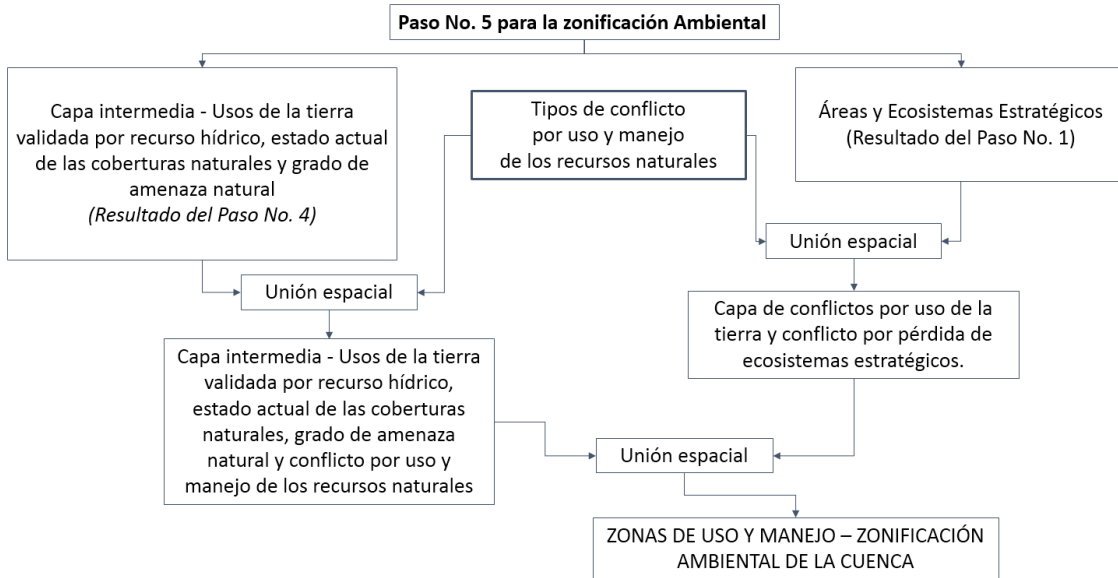 Paso No. 5 para la zonificación Ambiental
Capa intermedia - Usos de la tierra
validada por recurso hídrico, estado actual
de las coberturas naturales y grado de
amenaza natural
(Resultado del Paso No. 4)
Tipos de conflicto
por uso y manejo
de los recursos naturales
Áreas y Ecosistemas Estratégicos
(Resultado del Paso No. 1)
Unión espacial
Unión espacial
Capa de conflictos por uso de la
tierra y conflicto por pérdida de
ecosistemas estratégicos.
Capa intermedia - Usos de la tierra
validada por recurso hídrico,
estado actual de las coberturas
naturales, grado de amenaza
natural y conflicto por uso y
manejo de los recursos naturales
Unión espacial
ZONAS DE USO Y MANEJO – ZONIFICACIÓN
AMBIENTAL DE LA CUENCA